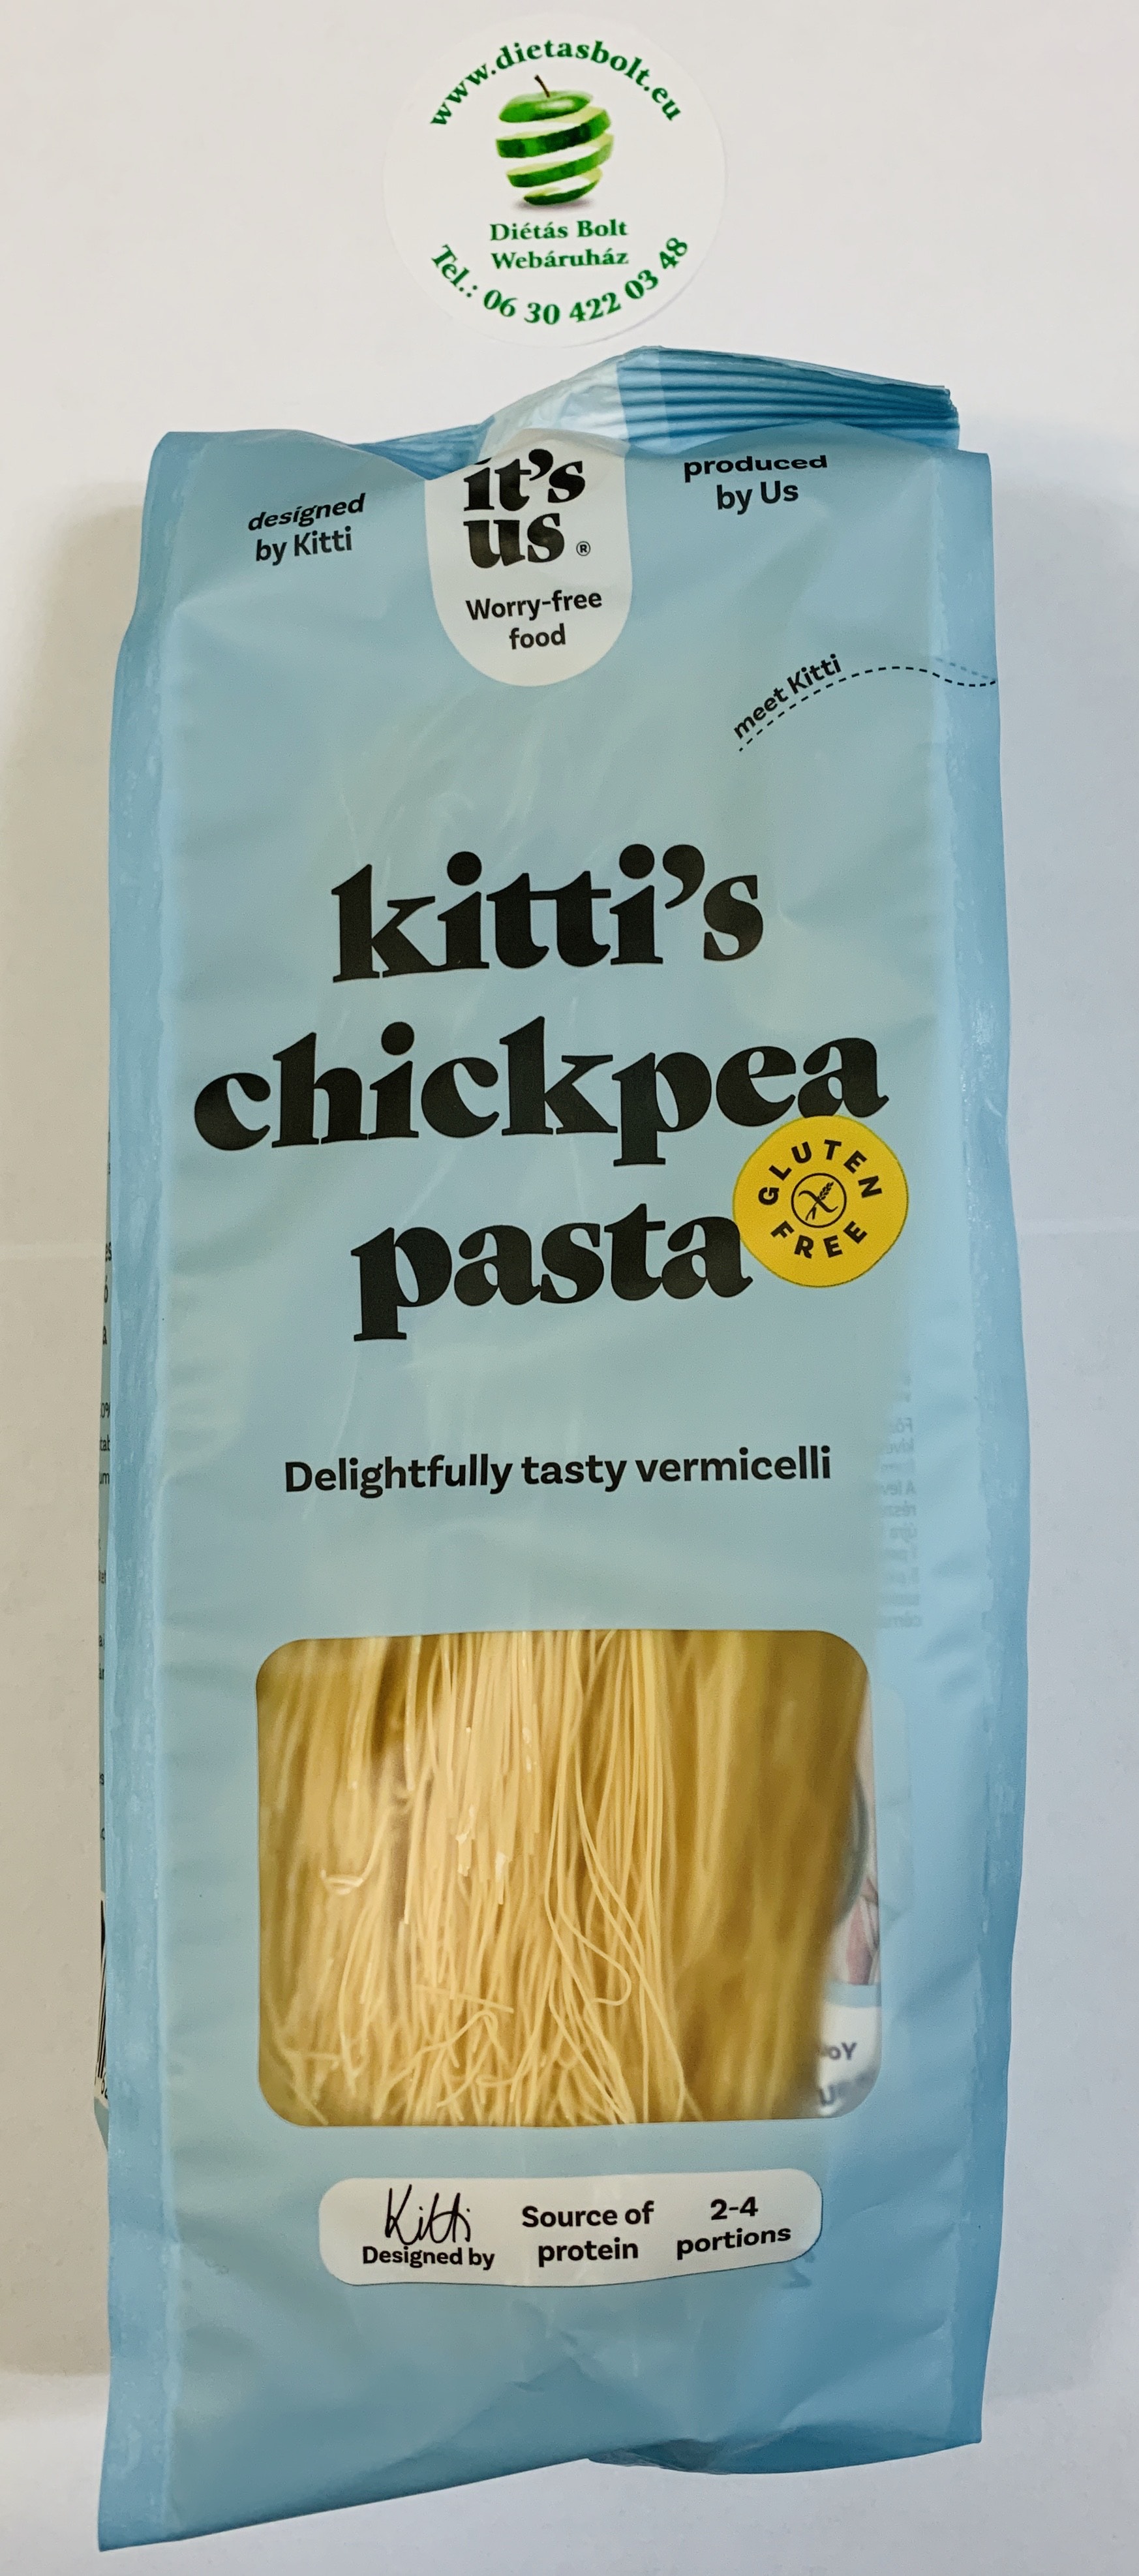 www.dietasbolt.eu
Diétás Bolt
Webáruház
Tel.: 06 30 422 03 48
designed
by Kitti
it's
us®
Worry-free
food
produced
by Us
meet Kitti
kitti's
chickpea
pasta
GLUTEN
FREE
Delightfully tasty vermicelli
Kitti
Designed by
Source of
protein
2-4
portions